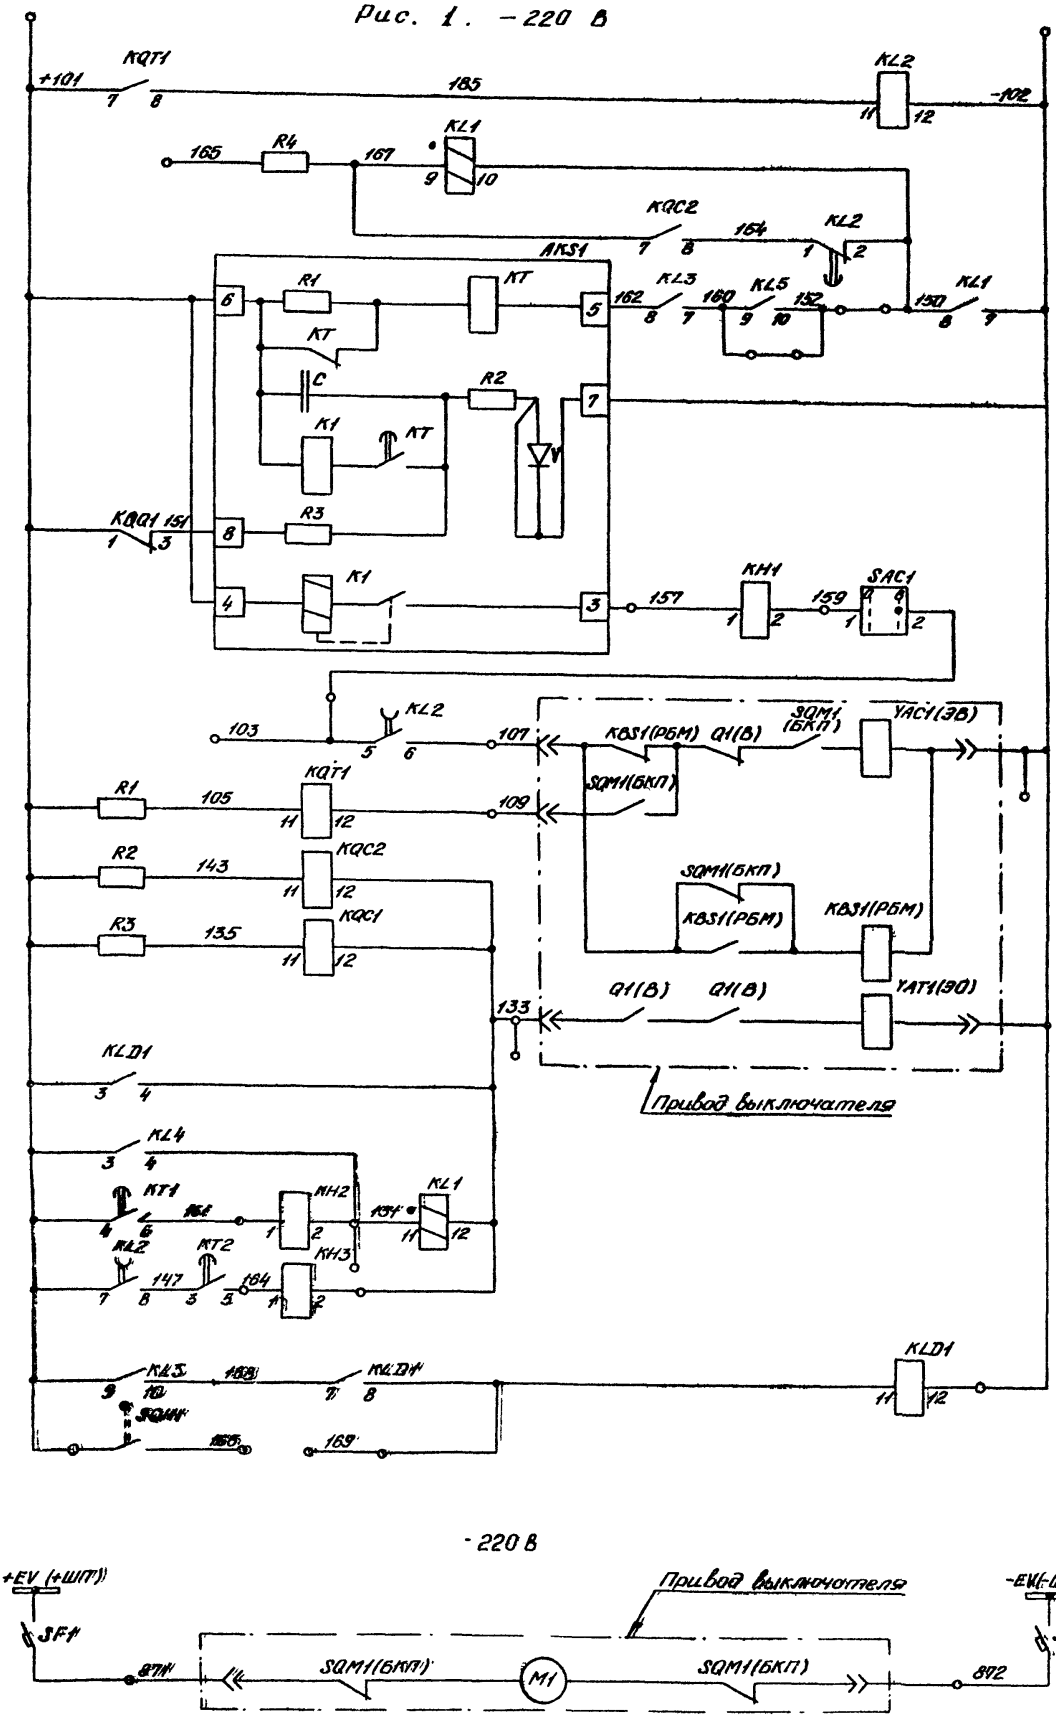 Рис. 1. -220 В
KQT1
KL2
+101
7 8
185
11 12
-102
KL1
165 R4 167
9 10
KQC2
KL2
7 8
164
1 2
AKS1
6 R1 KT 5
162 KL3 160 KL5 152 150 KL1
8 7 9 10 8 9
KT
C R2 7
K1 KT V
KBQ1 151 8 R3
1 3
K1
4 3
157 KH1 159 SAC1
1 2 1 2
KL2
103
5 6
107
KBS1(РБМ) Q1(В) SQM1 (БКП) YAC1(ЭВ)
KQT1
R1 105
11 12
109
SQM1(БКП)
R2 143
KQC2
11 12
SQM1(БКП)
R3 135
KQC1
11 12
KBS1(РБМ) KBS1(РБМ)
133
Q1(В) Q1(В) YAT1(ЭО)
KLD1
3 4
Привод выключателя
KL4
3 4
KT1
4 6
KH2
1 2
KL1
11 12
KL2 KT2 KH3
7 8 147 3 5 164 2
9 10
7 8
KLD1
11 12
169
-220 В
+EV (+ШП)
Привод выключателя
SF1
871
SQM1(БКП) M1 SQM1(БКП)
872